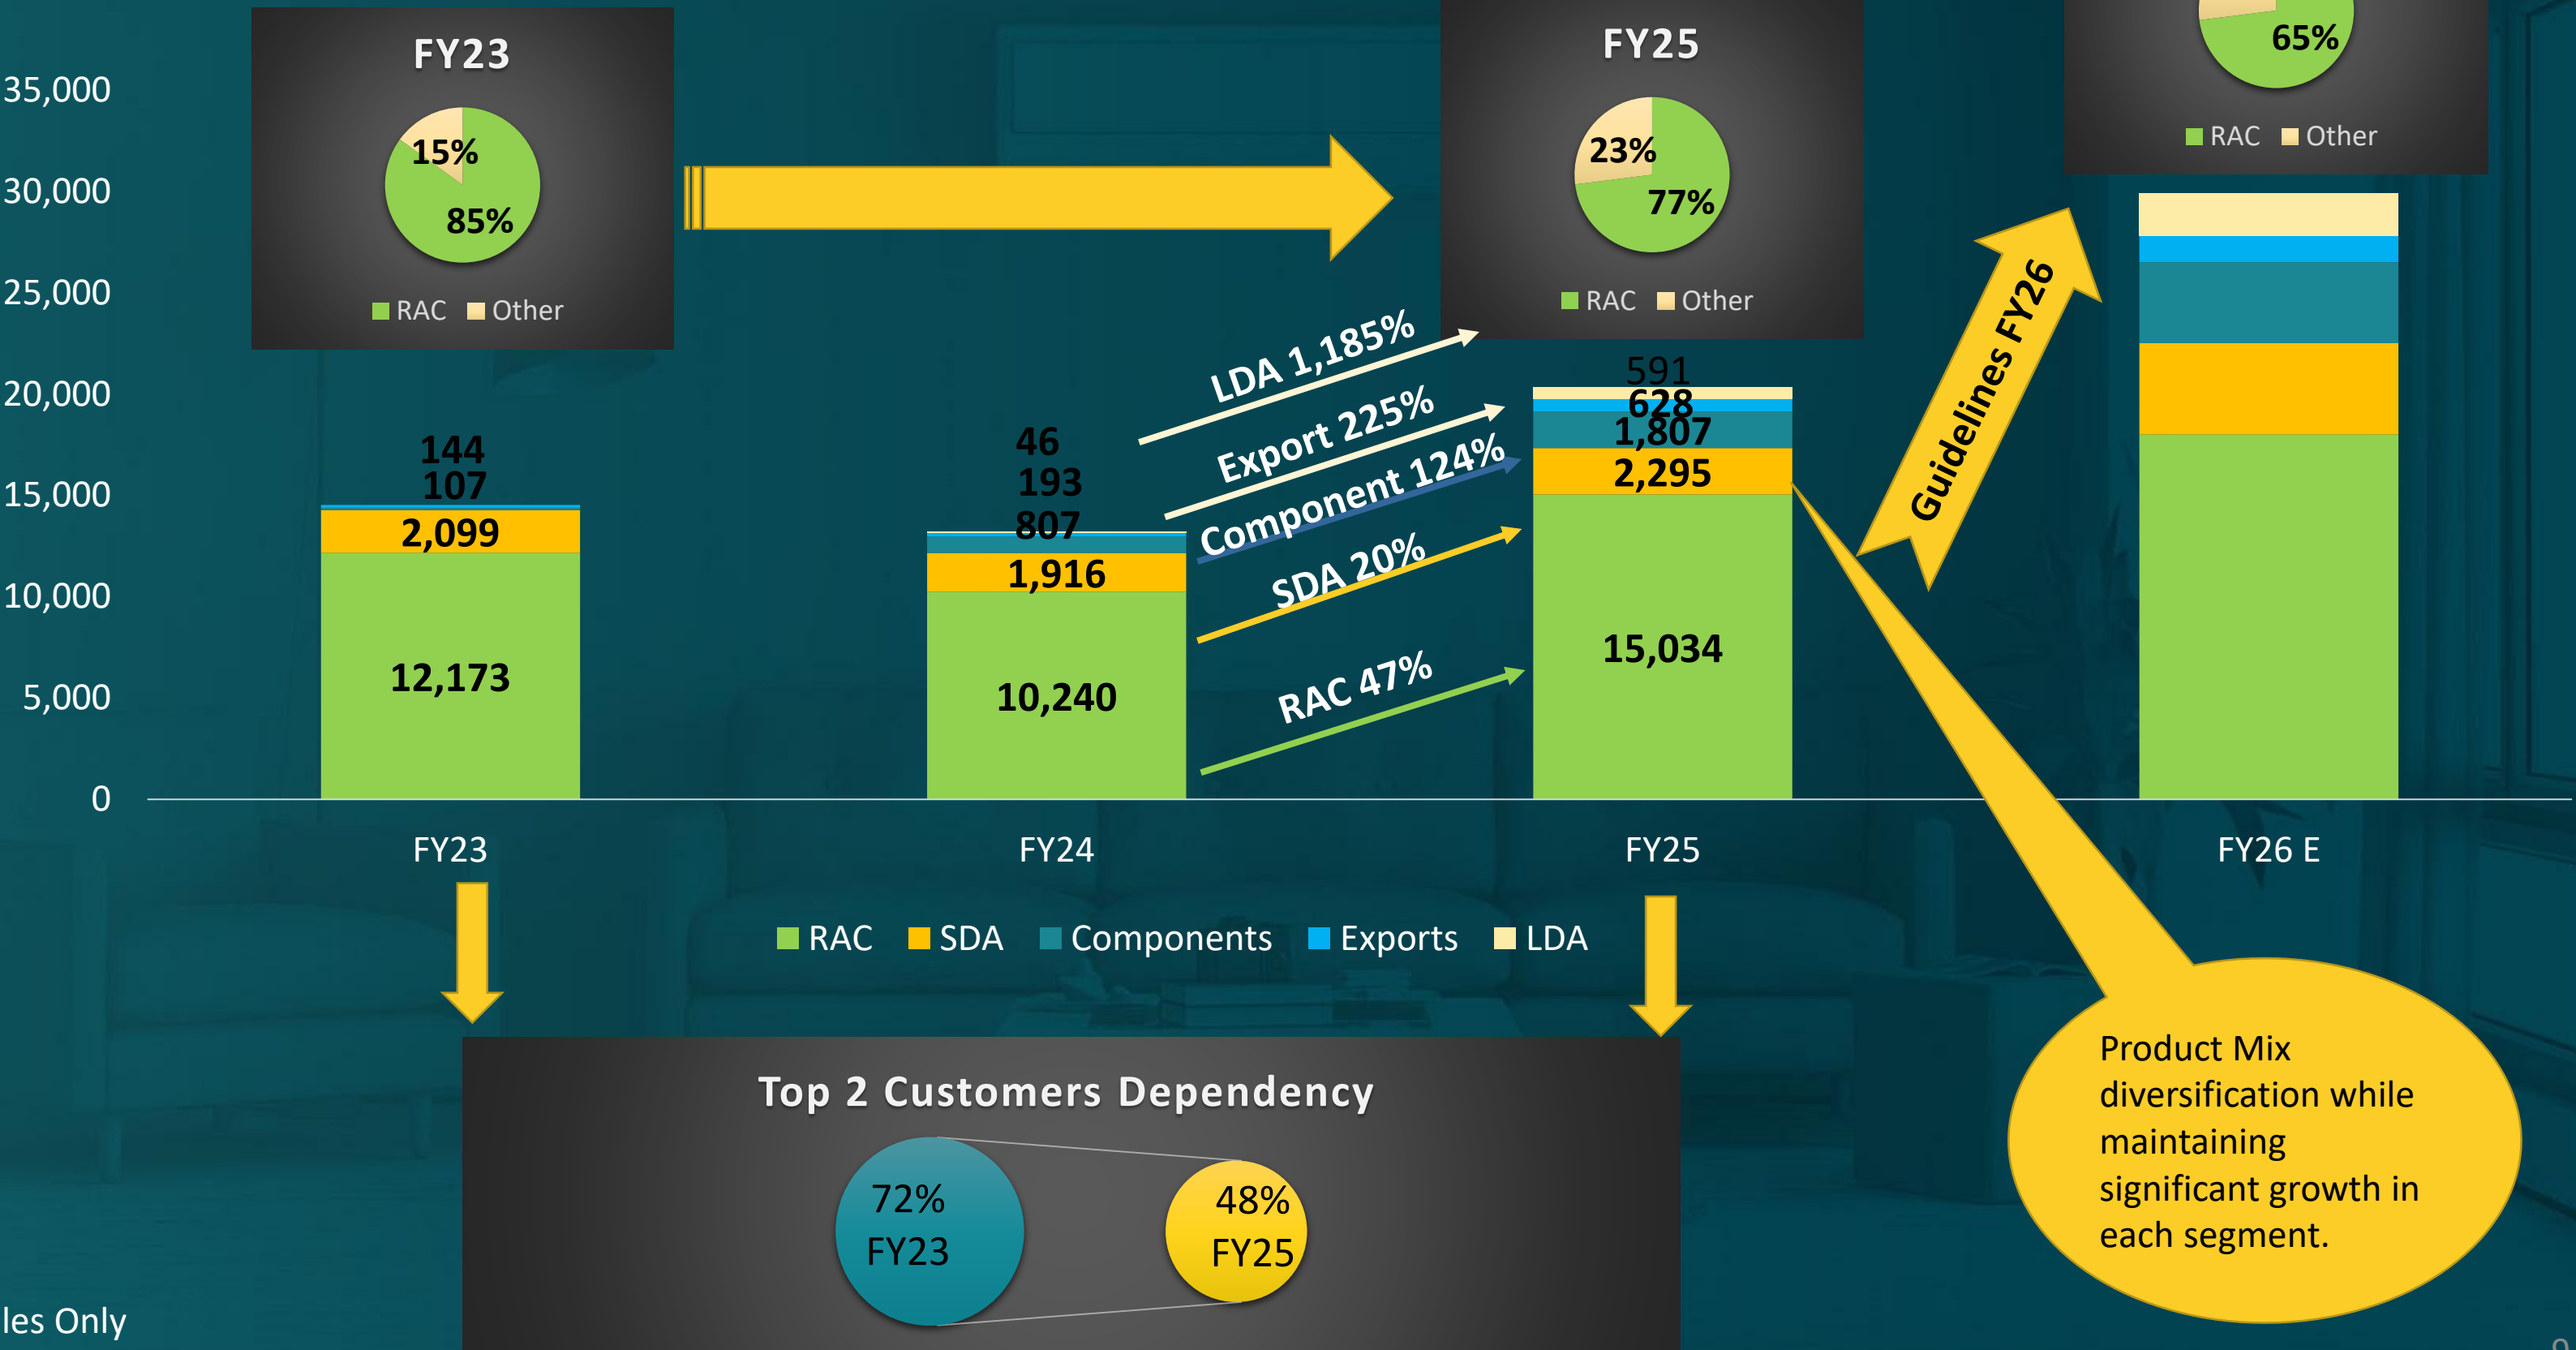 FY23
15%
85%
RAC Other
FY25
23%
77%
RAC Other
65%
RAC Other
35,000
30,000
25,000
20,000
15,000
10,000
5,000
0
144
107
2,099
12,173
46
193
807
1,916
10,240
LDA 1,185%
Export 225%
Component 124%
SDA 20%
RAC 47%
591
628
1,807
2,295
15,034
Guidelines FY26
FY23
FY24
FY25
FY26 E
RAC SDA Components Exports LDA
Top 2 Customers Dependency
72%
FY23
48%
FY25
Product Mix
diversification while
maintaining
significant growth in
each segment.
les Only